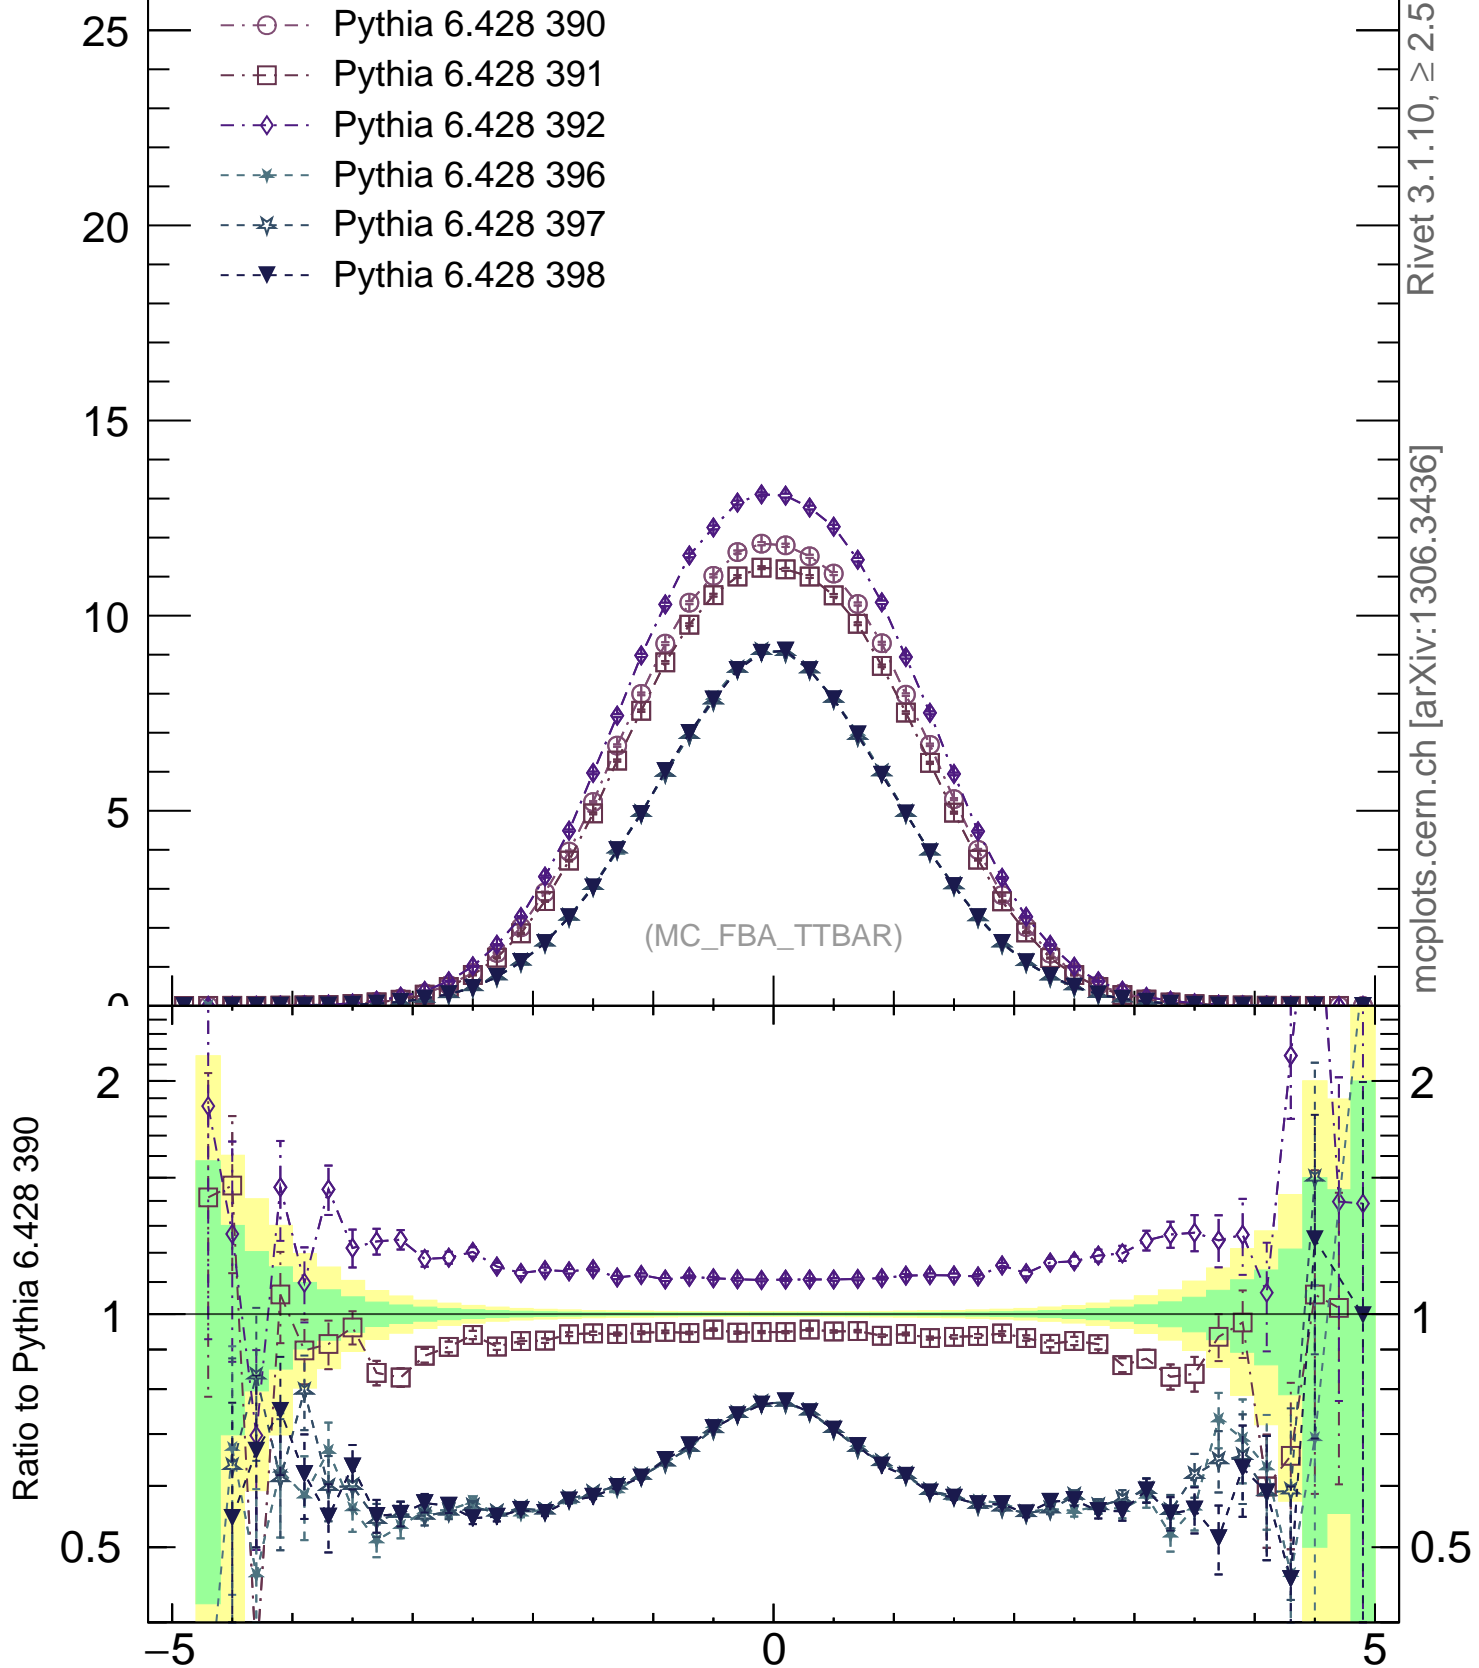 25
20
15
10
5
0
Pythia 6.428 390
Pythia 6.428 391
Pythia 6.428 392
Pythia 6.428 396
Pythia 6.428 397
Pythia 6.428 398
(MC_FBA_TTBAR)
Rivet 3.1.10, ≥ 2.5
mcplots.cern.ch [arXiv:1306.3436]
Ratio to Pythia 6.428 390
2
1
0.5
2
1
0.5
−5
0
5